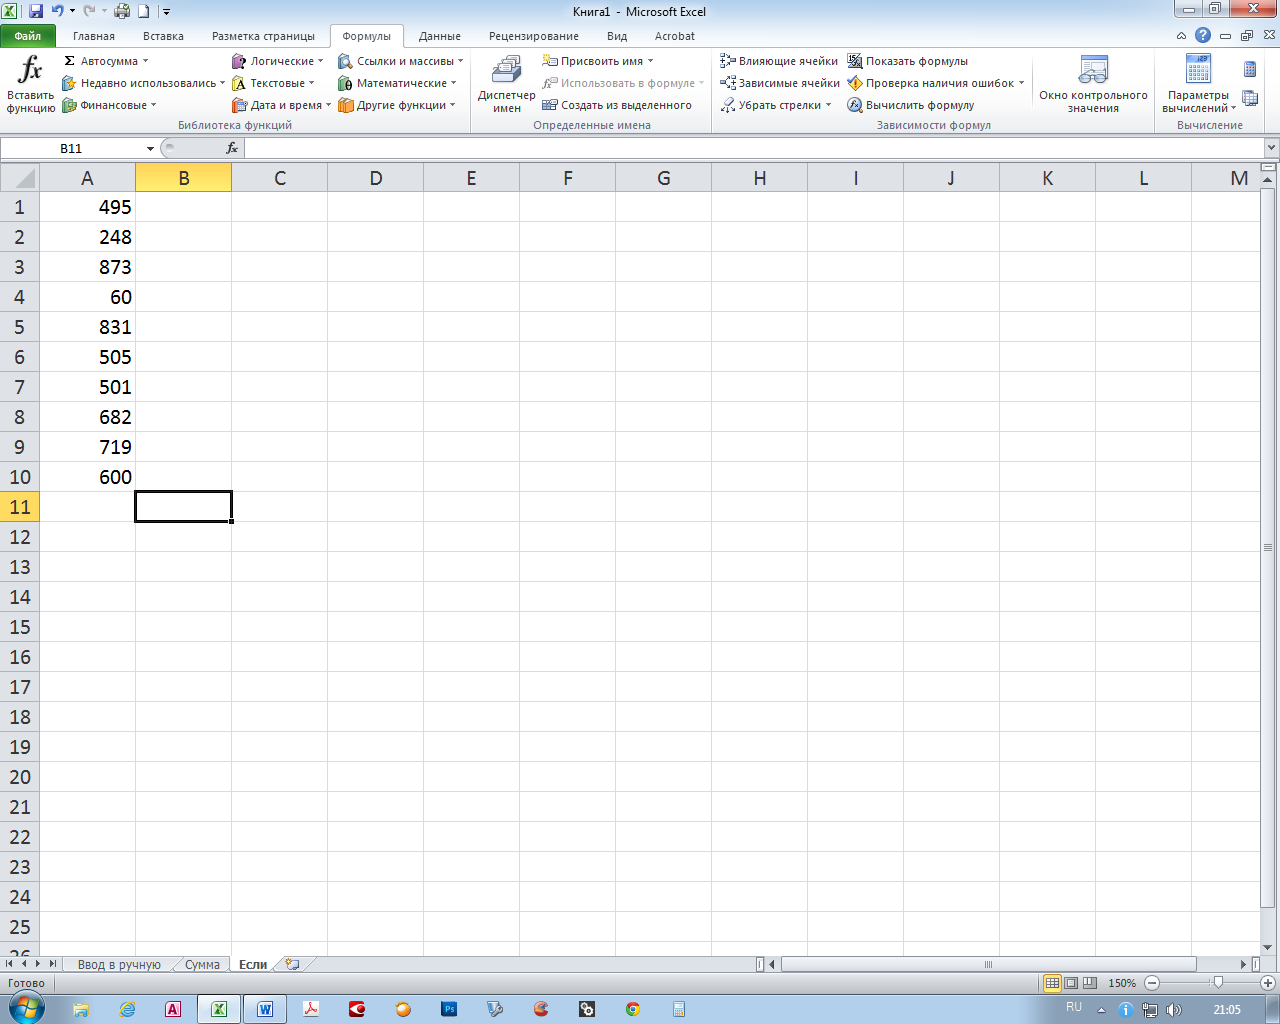 Книга1 - Microsoft Excel
Файл Главная Вставка Разметка страницы Формулы Данные Рецензирование Вид Acrobat
fx Вставить функцию
Σ Автосумма
Недавно использовались
Финансовые
Логические
Текстовые
Дата и время
Ссылки и массивы
Математические
Другие функции
Библиотека функций
Диспетчер имен
Присвоить имя
Использовать в формуле
Создать из выделенного
Определенные имена
Влияющие ячейки
Зависимые ячейки
Убрать стрелки
Показать формулы
Проверка наличия ошибок
Вычислить формулу
Зависимости формул
Окно контрольного значения
Параметры вычислений
Вычисление
B11 fx
A B C D E F G H I J K L M
1 495
2 248
3 873
4 60
5 831
6 505
7 501
8 682
9 719
10 600
11
12
13
14
15
16
17
18
19
20
21
22
23
24
25
26
Ввод в ручную Сумма Если
Готово 150%
RU 21:05